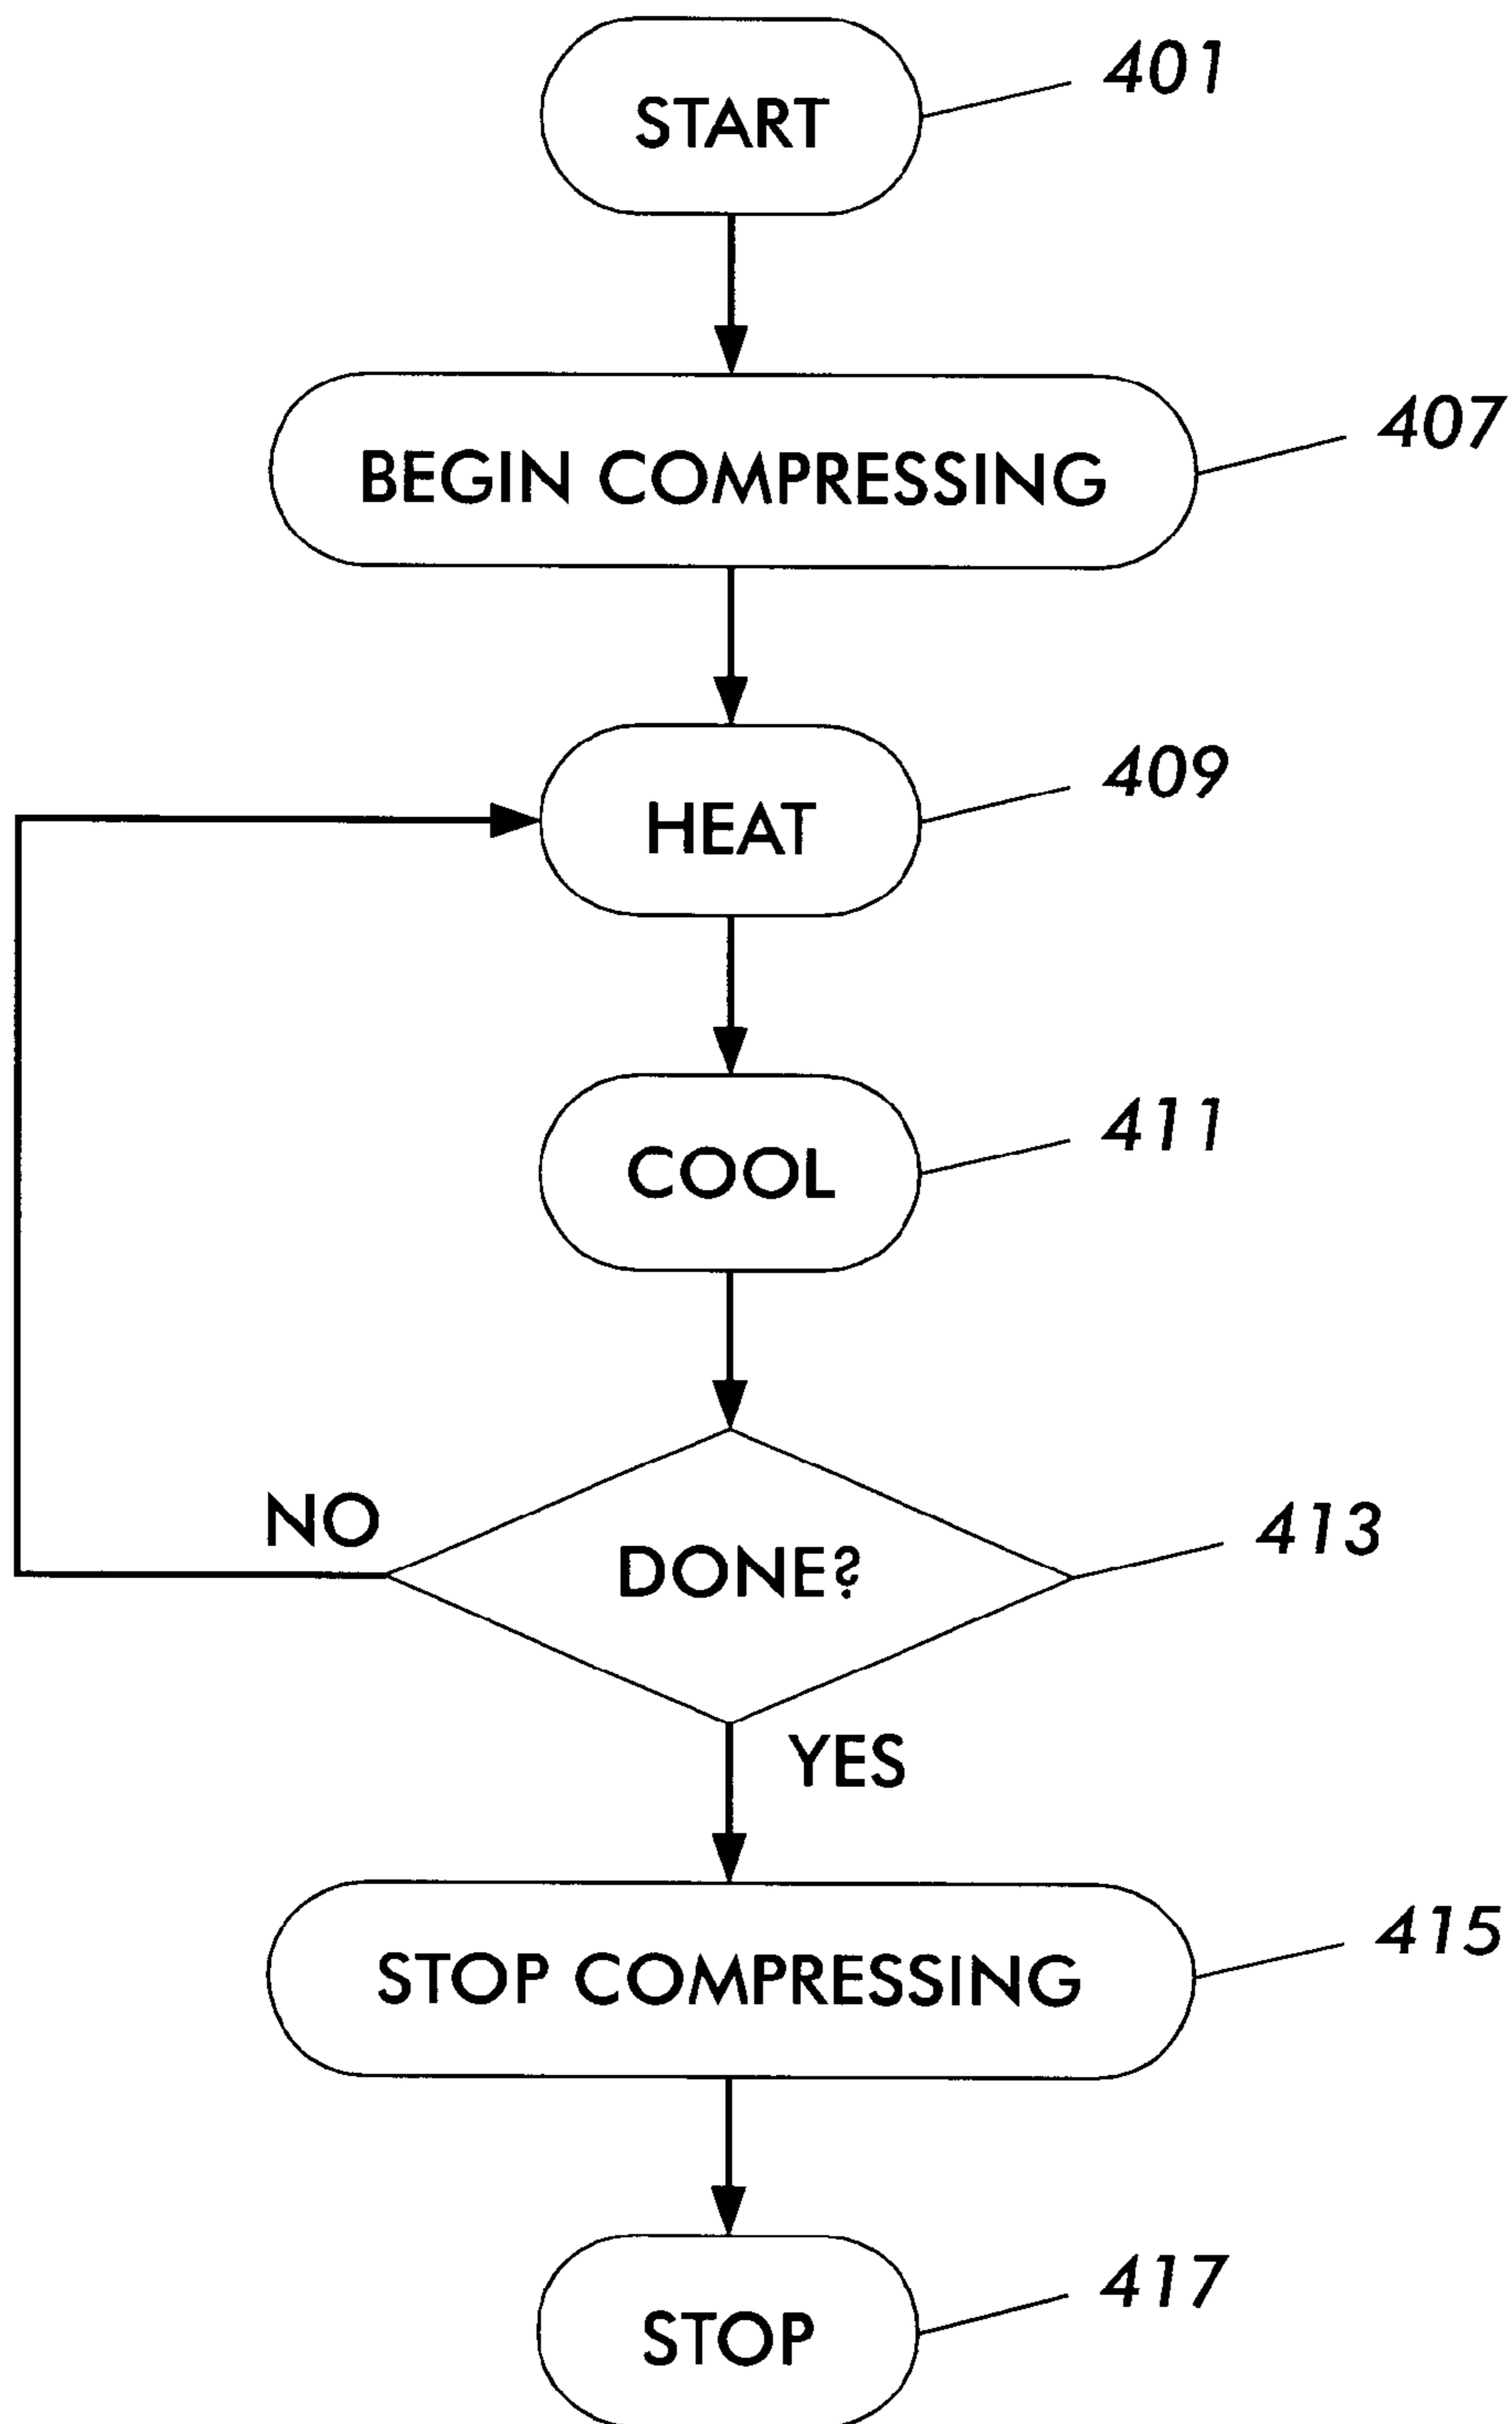 START
401
BEGIN COMPRESSING
407
HEAT
409
COOL
411
NO
DONE?
413
YES
STOP COMPRESSING
415
STOP
417